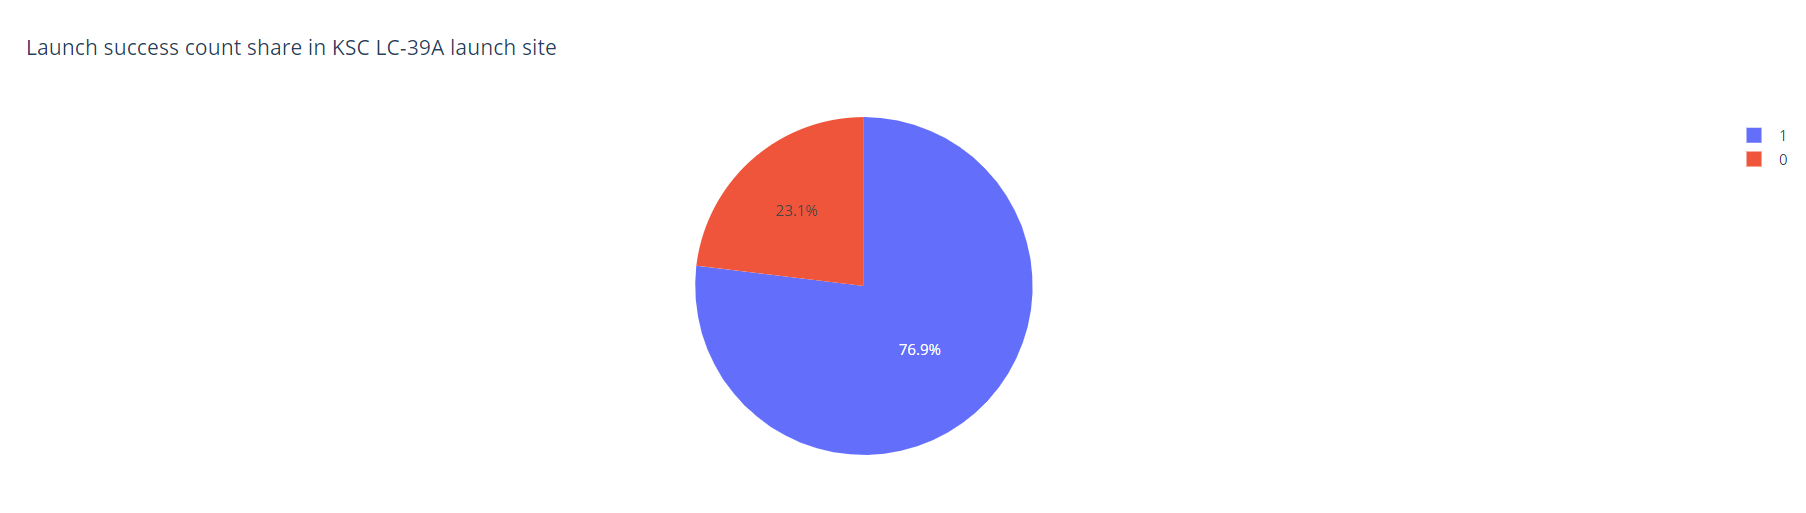 Launch success count share in KSC LC-39A launch site
1
0
23.1%
76.9%